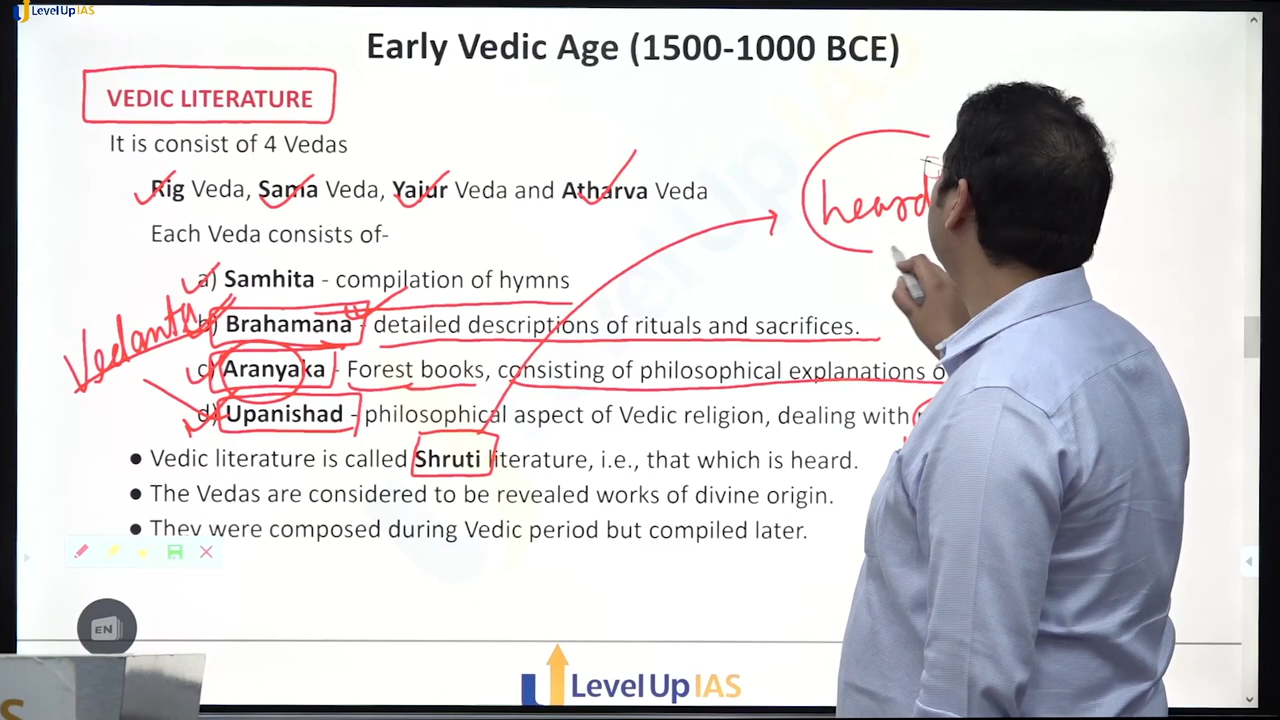 Level Up IAS
Early Vedic Age (1500-1000 BCE)
VEDIC LITERATURE
It is consist of 4 Vedas
Rig Veda, Sama Veda, Yajur Veda and Atharva Veda
heard
Each Veda consists of-
a) Samhita - compilation of hymns
Vedanta
b) Brahamana - detailed descriptions of rituals and sacrifices.
c) Aranyaka - Forest books, consisting of philosophical explanations
d) Upanishad - philosophical aspect of Vedic religion, dealing with
● Vedic literature is called Shruti literature, i.e., that which is heard.
● The Vedas are considered to be revealed works of divine origin.
● They were composed during Vedic period but compiled later.
EN
Level Up IAS